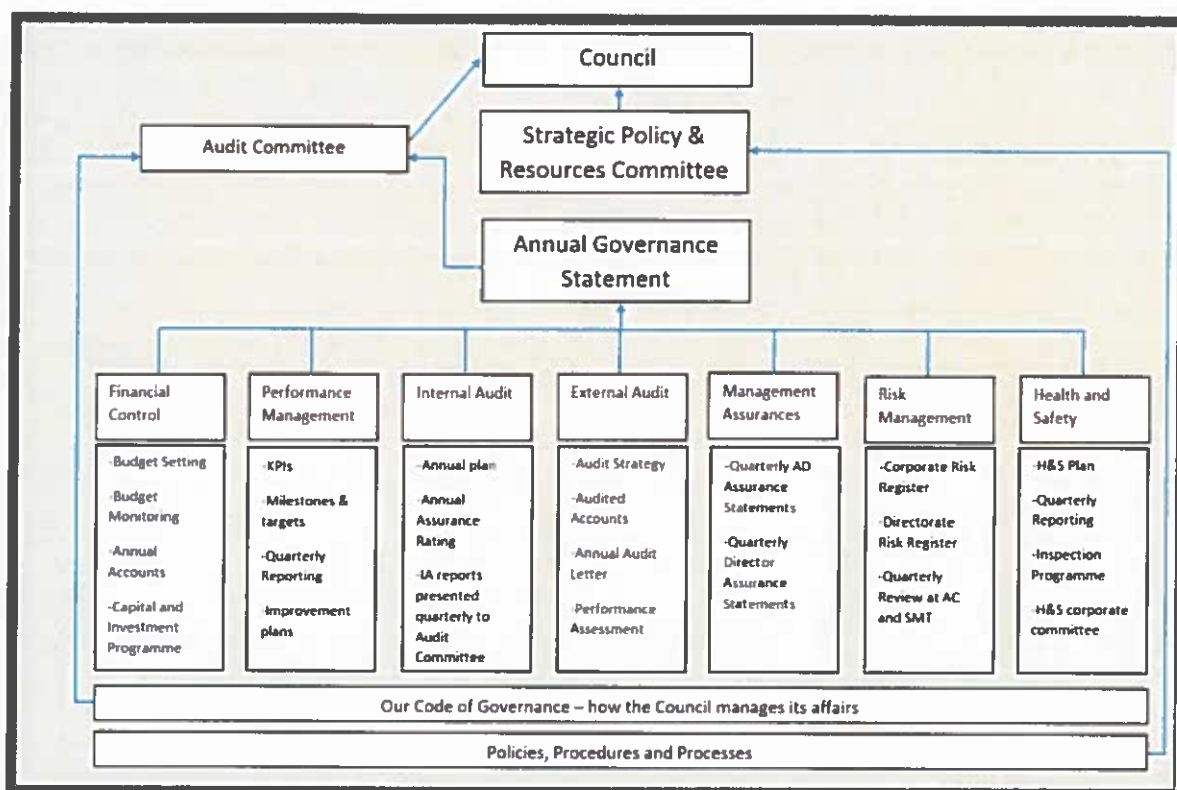 Council
Audit Committee
Strategic Policy &
Resources Committee
Annual Governance
Statement
Financial
Control
-Budget Setting
-Budget
Monitoring
-Annual
Accounts
-Capital and
Investment
Programme
Performance
Management
-KPIs
-Milestones &
targets
-Quarterly
Reporting
-Improvement
plans
Internal Audit
-Annual plan
-Annual
Assurance
Rating
-IA reports
presented
quarterly to
Audit
Committee
External Audit
-Audit Strategy
-Audited
Accounts
-Annual Audit
Letter
-Performance
Assessment
Management
Assurances
-Quarterly AD
Assurance
Statements
-Quarterly
Director
Assurance
Statements
Risk
Management
-Corporate Risk
Register
-Directorate
Risk Register
-Quarterly
Review at AC
and SMT
Health and
Safety
-H&S Plan
-Quarterly
Reporting
-Inspection
Programme
-H&S corporate
committee
Our Code of Governance – how the Council manages its affairs
Policies, Procedures and Processes